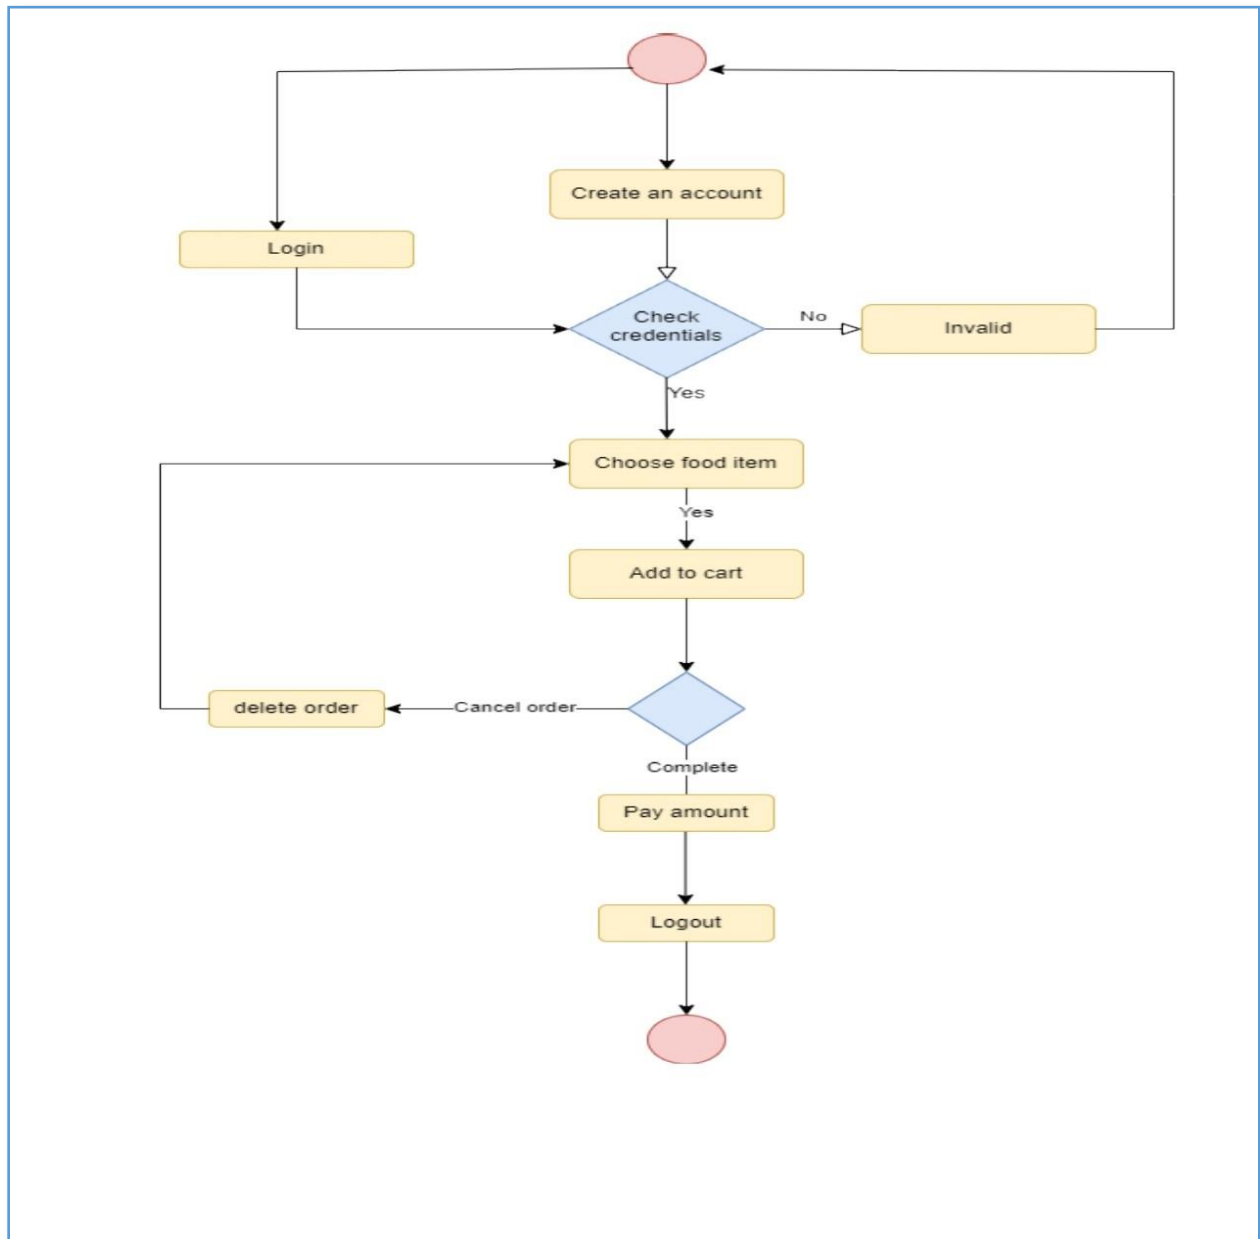 Create an account
Login
Check
credentials
No
Invalid
Yes
Choose food item
Yes
Add to cart
delete order
Cancel order
Complete
Pay amount
Logout